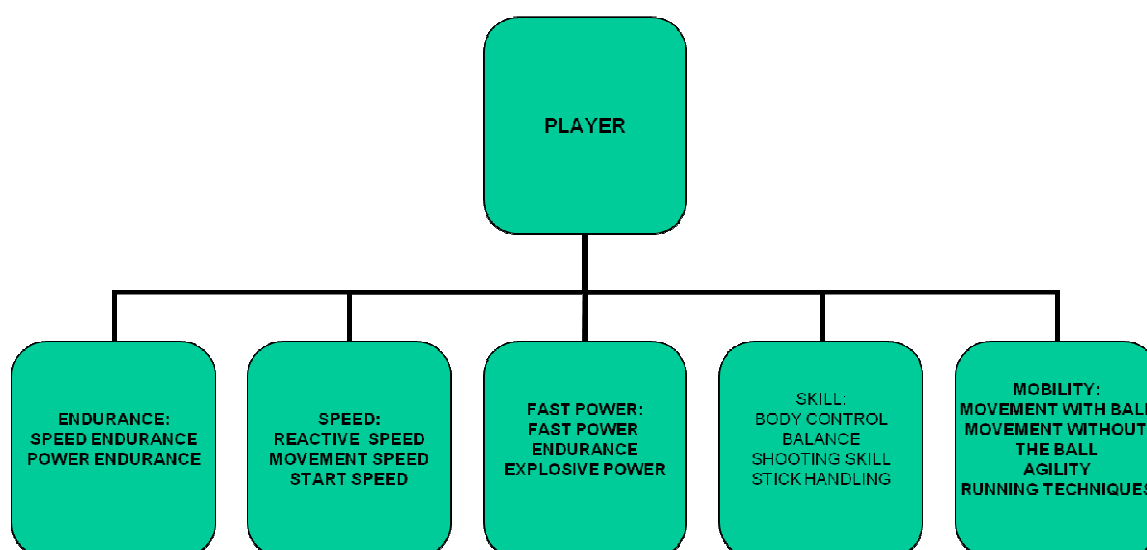 PLAYER
ENDURANCE:
SPEED ENDURANCE
POWER ENDURANCE
SPEED:
REACTIVE SPEED
MOVEMENT SPEED
START SPEED
FAST POWER:
FAST POWER
ENDURANCE
EXPLOSIVE POWER
SKILL:
BODY CONTROL
BALANCE
SHOOTING SKILL
STICK HANDLING
MOBILITY:
MOVEMENT WITH BALL
MOVEMENT WITHOUT
THE BALL
AGILITY
RUNNING TECHNIQUES